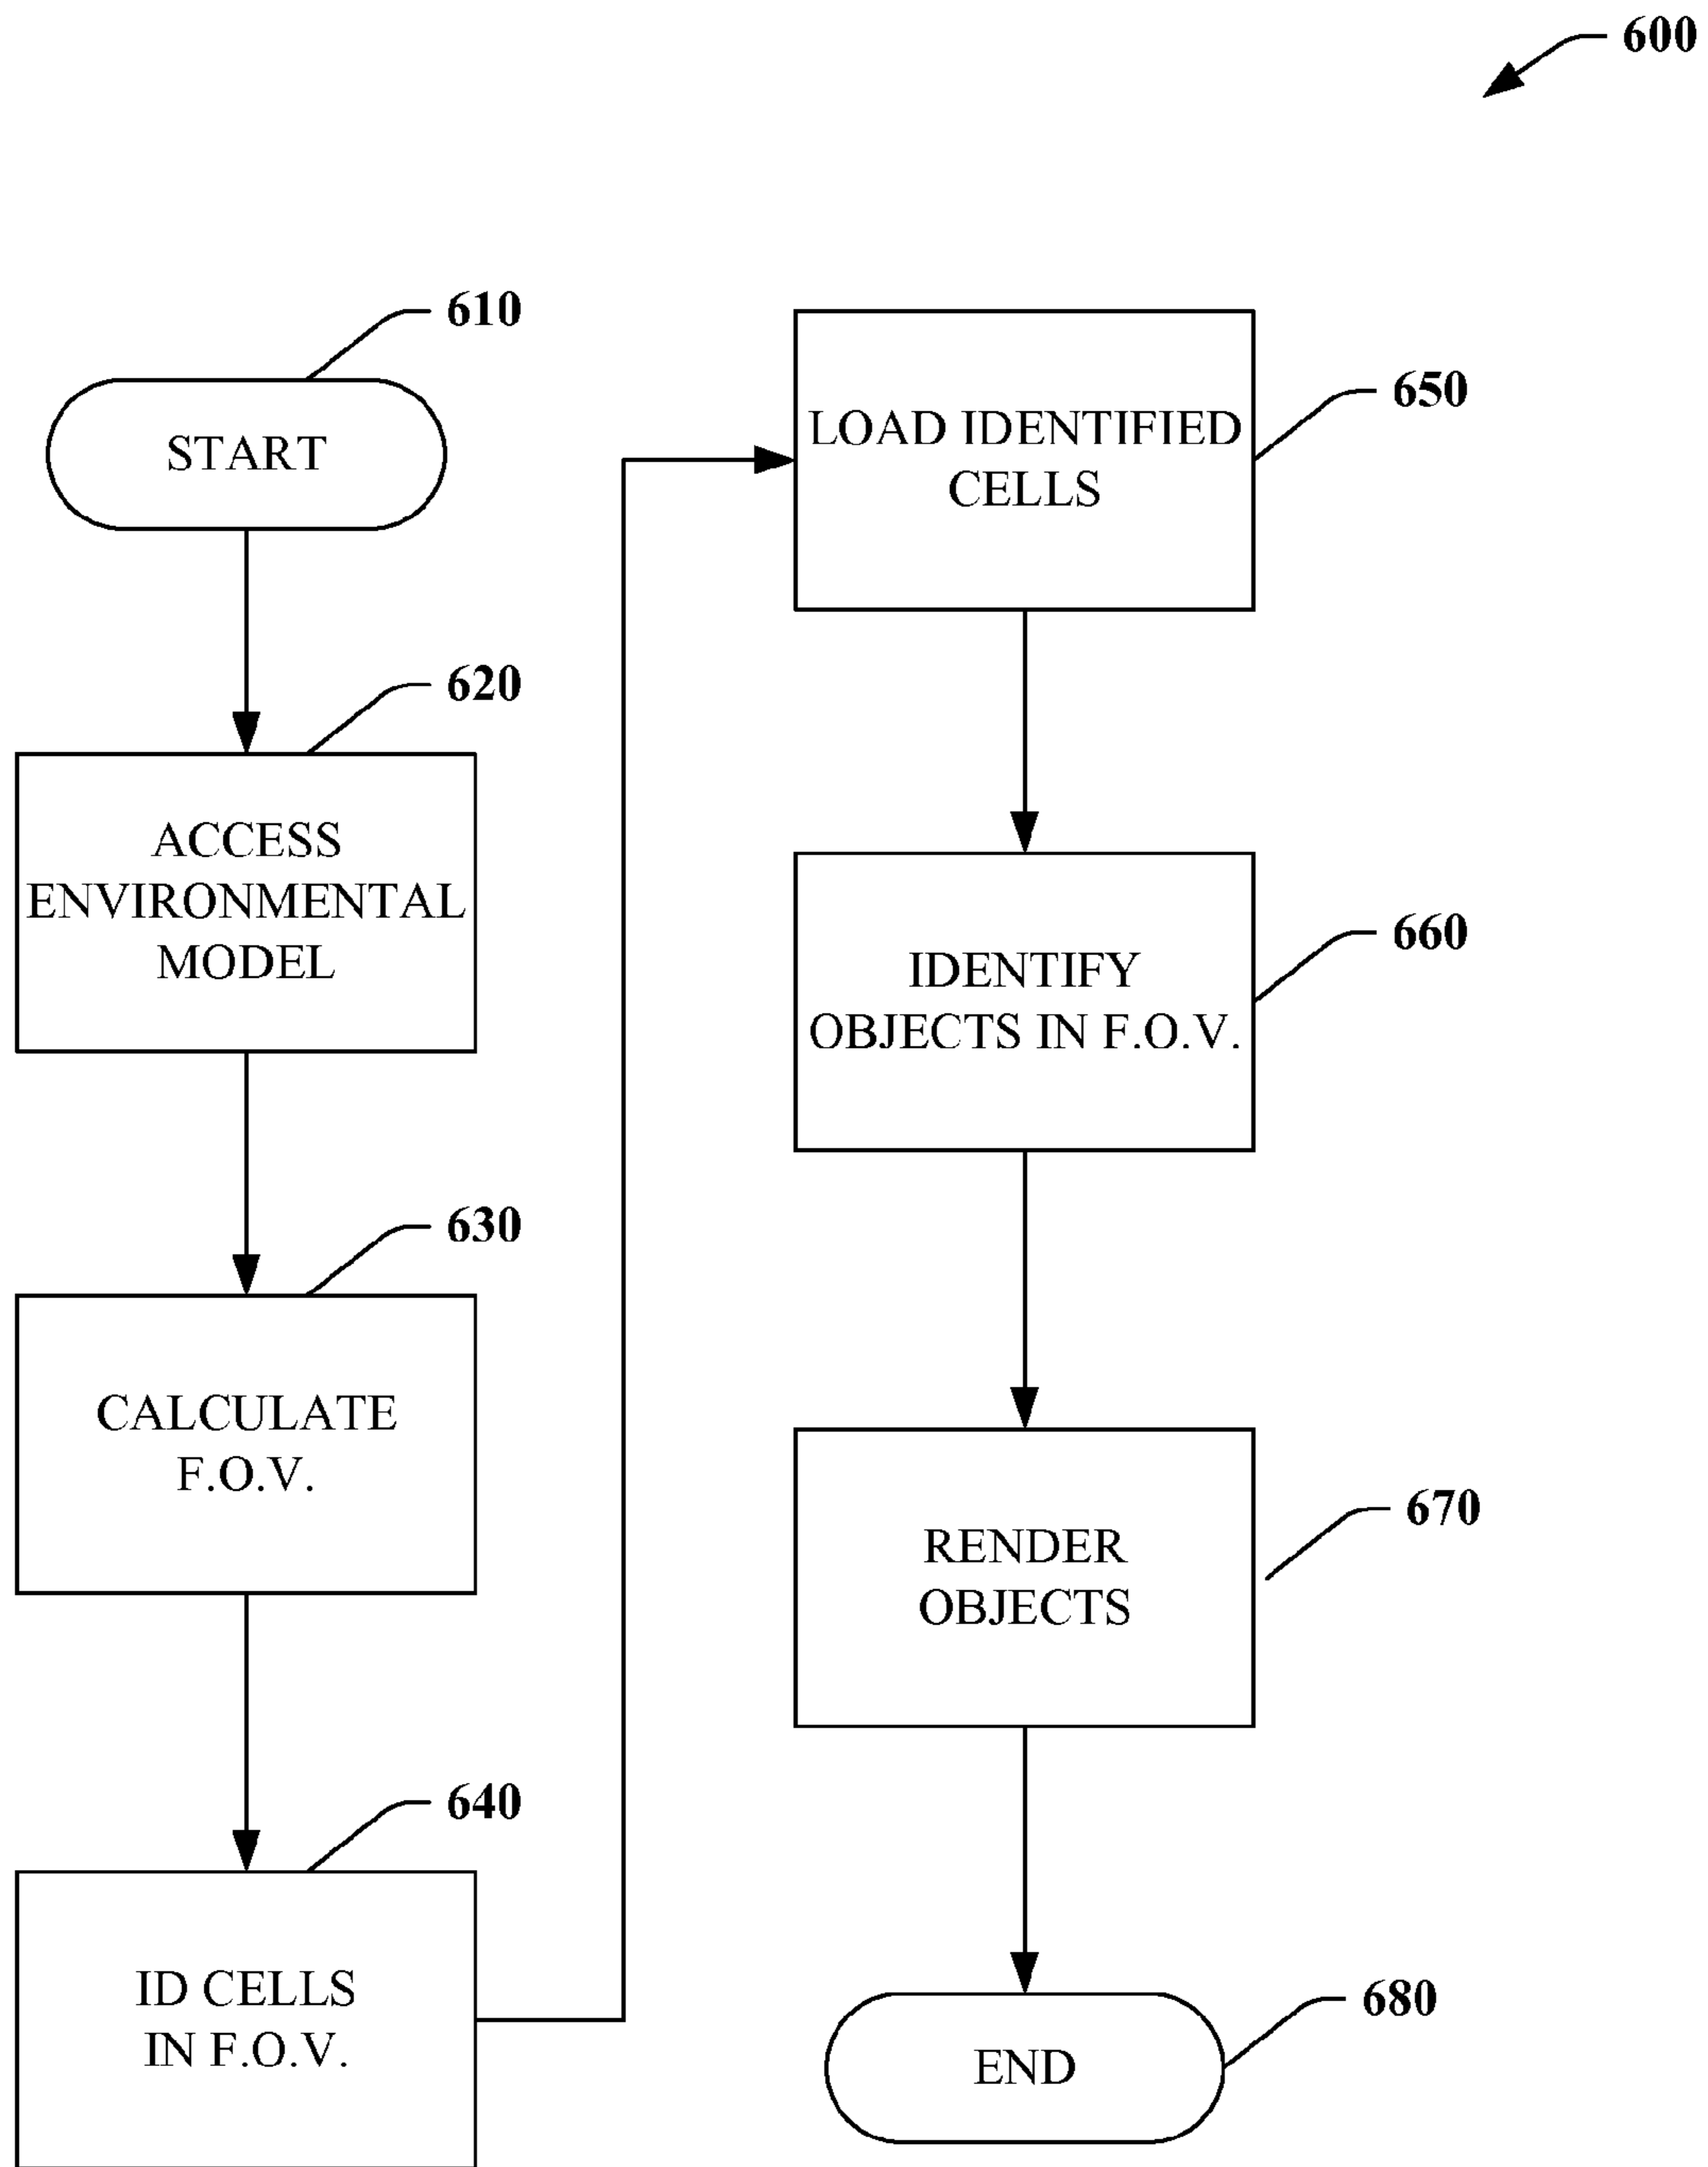 600
610
START
620
ACCESS
ENVIRONMENTAL
MODEL
630
CALCULATE
F.O.V.
640
ID CELLS
IN F.O.V.
650
LOAD IDENTIFIED
CELLS
660
IDENTIFY
OBJECTS IN F.O.V.
670
RENDER
OBJECTS
680
END